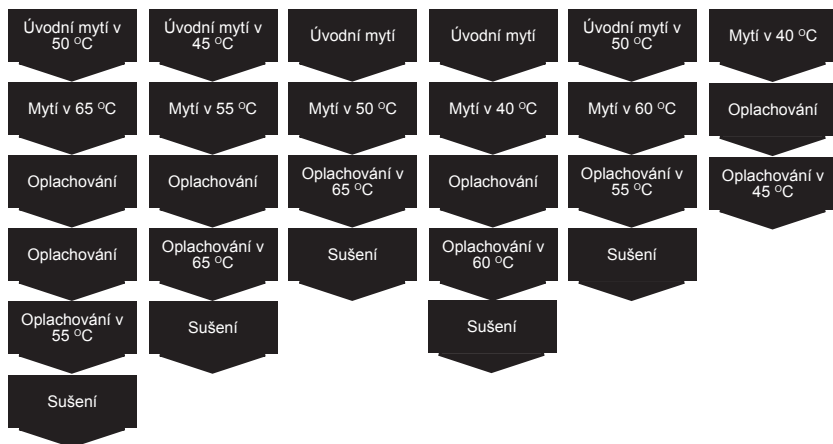 Úvodní mytí v
50 °C
Mytí v 65 °C
Oplachování
Oplachování
Oplachování v
55 °C
Sušení
Úvodní mytí v
45 °C
Mytí v 55 °C
Oplachování
Oplachování v
65 °C
Sušení
Úvodní mytí
Mytí v 50 °C
Oplachování v
65 °C
Sušení
Úvodní mytí
Mytí v 40 °C
Oplachování
Oplachování v
60 °C
Sušení
Úvodní mytí v
50 °C
Mytí v 60 °C
Oplachování v
55 °C
Sušení
Mytí v 40 °C
Oplachování
Oplachování v
45 °C